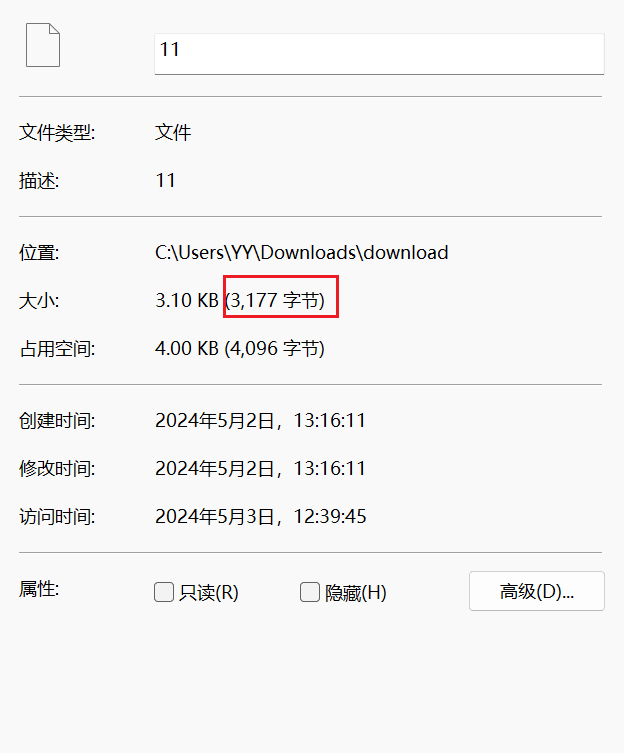 11
文件类型: 文件
描述: 11
位置: C:\Users\YY\Downloads\download
大小: 3.10 KB (3,177 字节)
占用空间: 4.00 KB (4,096 字节)
创建时间: 2024年5月2日，13:16:11
修改时间: 2024年5月2日，13:16:11
访问时间: 2024年5月3日，12:39:45
属性: 只读(R) 隐藏(H) 高级(D)...